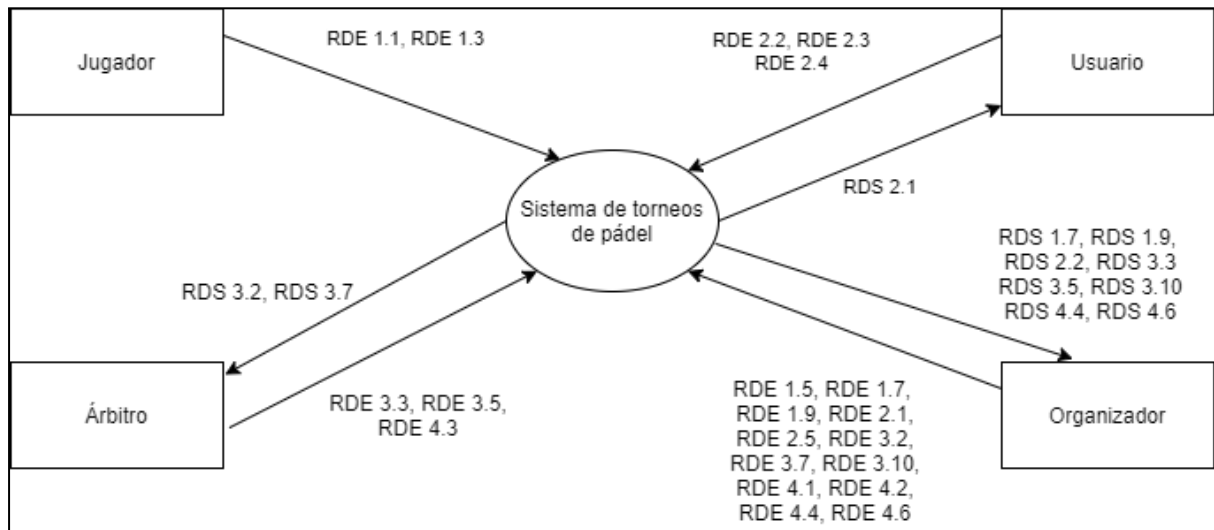 Jugador
RDE 1.1, RDE 1.3
RDE 2.2, RDE 2.3
RDE 2.4
Usuario
RDS 2.1
Sistema de torneos
de pádel
RDS 3.2, RDS 3.7
RDS 1.7, RDS 1.9,
RDS 2.2, RDS 3.3
RDS 3.5, RDS 3.10
RDS 4.4, RDS 4.6
Árbitro
RDE 3.3, RDE 3.5,
RDE 4.3
RDE 1.5, RDE 1.7,
RDE 1.9, RDE 2.1,
RDE 2.5, RDE 3.2,
RDE 3.7, RDE 3.10,
RDE 4.1, RDE 4.2,
RDE 4.4, RDE 4.6
Organizador